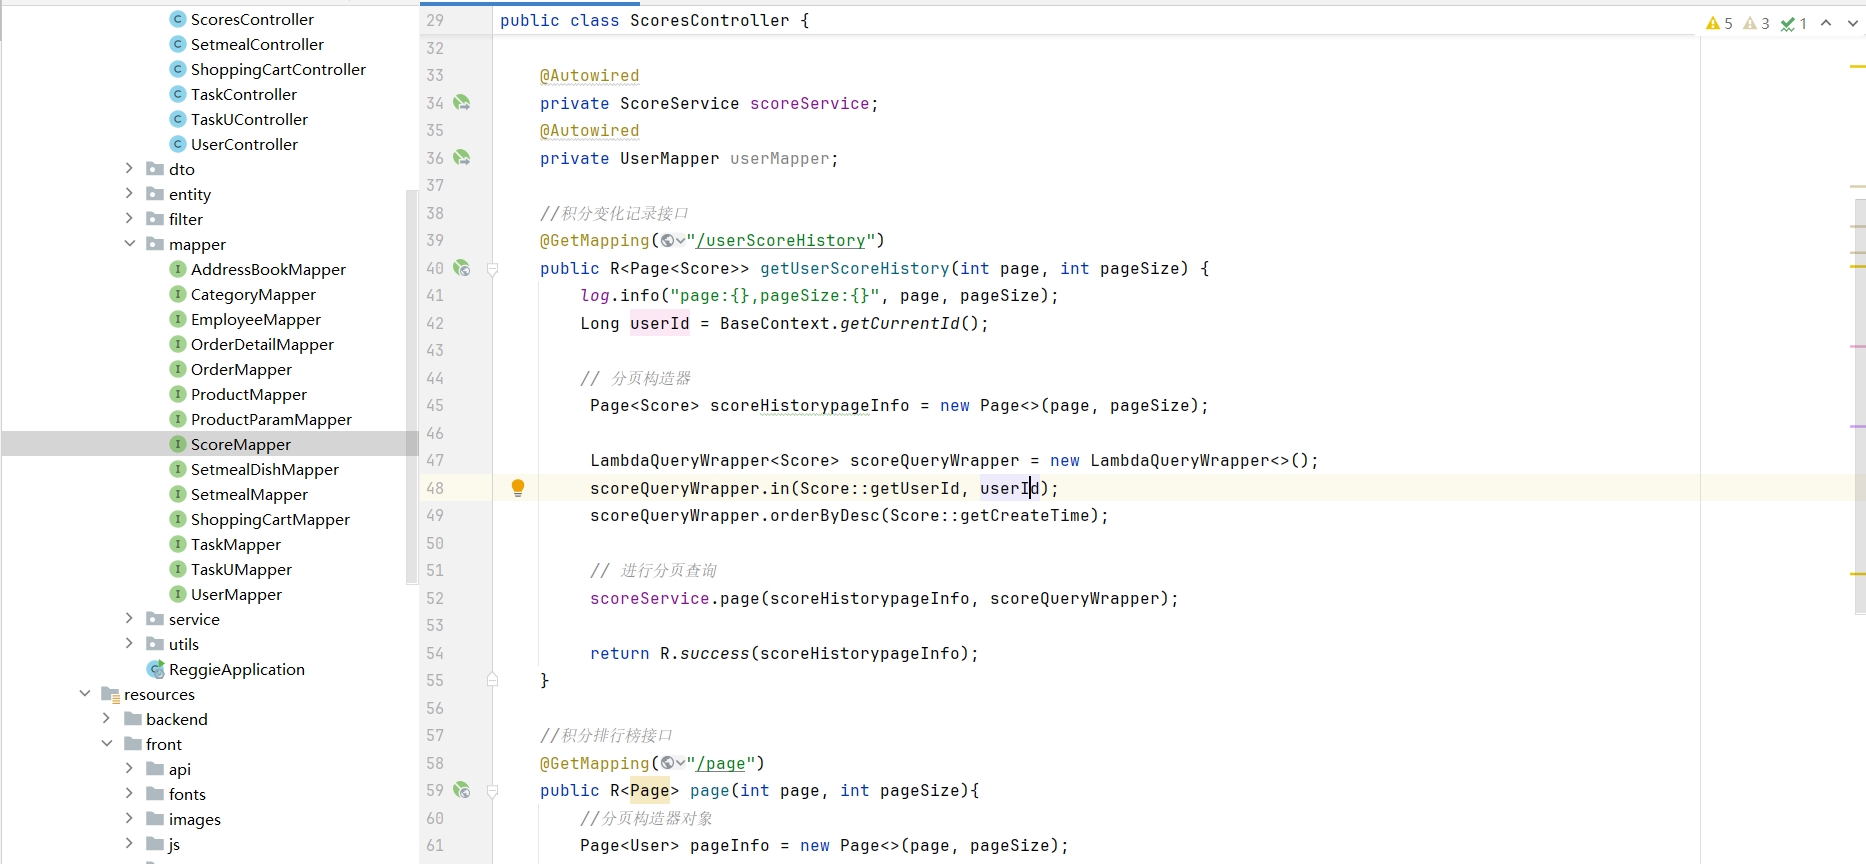 ScoresController
SetmealController
ShoppingCartController
TaskController
TaskUController
UserController
dto
entity
filter
mapper
AddressBookMapper
CategoryMapper
EmployeeMapper
OrderDetailMapper
OrderMapper
ProductMapper
ProductParamMapper
ScoreMapper
SetmealDishMapper
SetmealMapper
ShoppingCartMapper
TaskMapper
TaskUMapper
UserMapper
service
utils
ReggieApplication
resources
backend
front
api
fonts
images
js
5 3 1
29 public class ScoresController {
32
33 @Autowired
34 private ScoreService scoreService;
35 @Autowired
36 private UserMapper userMapper;
37
38 //积分变化记录接口
39 @GetMapping("/userScoreHistory")
40 public R<Page<Score>> getUserScoreHistory(int page, int pageSize) {
41 log.info("page:{},pageSize:{}", page, pageSize);
42 Long userId = BaseContext.getCurrentId();
43
44 // 分页构造器
45 Page<Score> scoreHistorypageInfo = new Page<>(page, pageSize);
46
47 LambdaQueryWrapper<Score> scoreQueryWrapper = new LambdaQueryWrapper<>();
48 scoreQueryWrapper.in(Score::getUserId, userId);
49 scoreQueryWrapper.orderByDesc(Score::getCreateTime);
50
51 // 进行分页查询
52 scoreService.page(scoreHistorypageInfo, scoreQueryWrapper);
53
54 return R.success(scoreHistorypageInfo);
55 }
56
57 //积分排行榜接口
58 @GetMapping("/page")
59 public R<Page> page(int page, int pageSize){
60 //分页构造器对象
61 Page<User> pageInfo = new Page<>(page, pageSize);